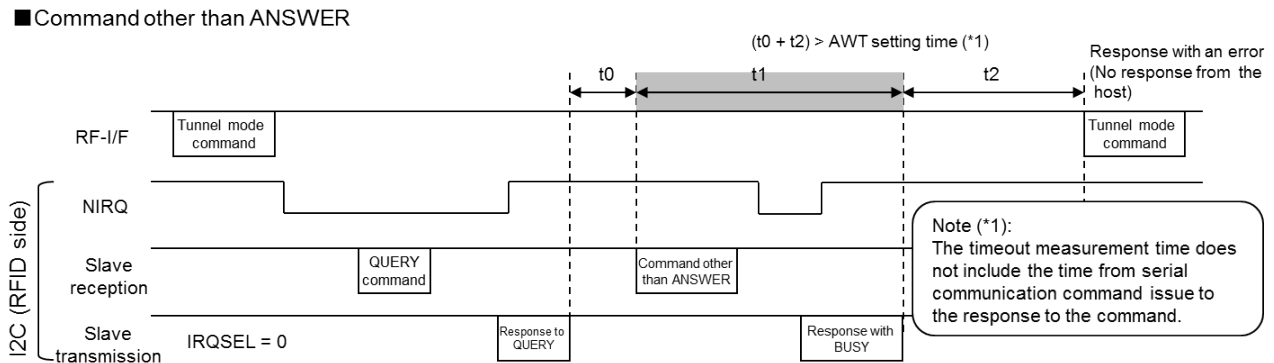 ■Command other than ANSWER
(t0 + t2) > AWT setting time (*1)
t0
t1
t2
Response with an error
(No response from the
host)
RF-I/F
Tunnel mode
command
Tunnel mode
command
I2C (RFID side)
NIRQ
Slave
reception
QUERY
command
Command other
than ANSWER
Slave
transmission
IRQSEL = 0
Response to
QUERY
Response with
BUSY
Note (*1):
The timeout measurement time does
not include the time from serial
communication command issue to
the response to the command.